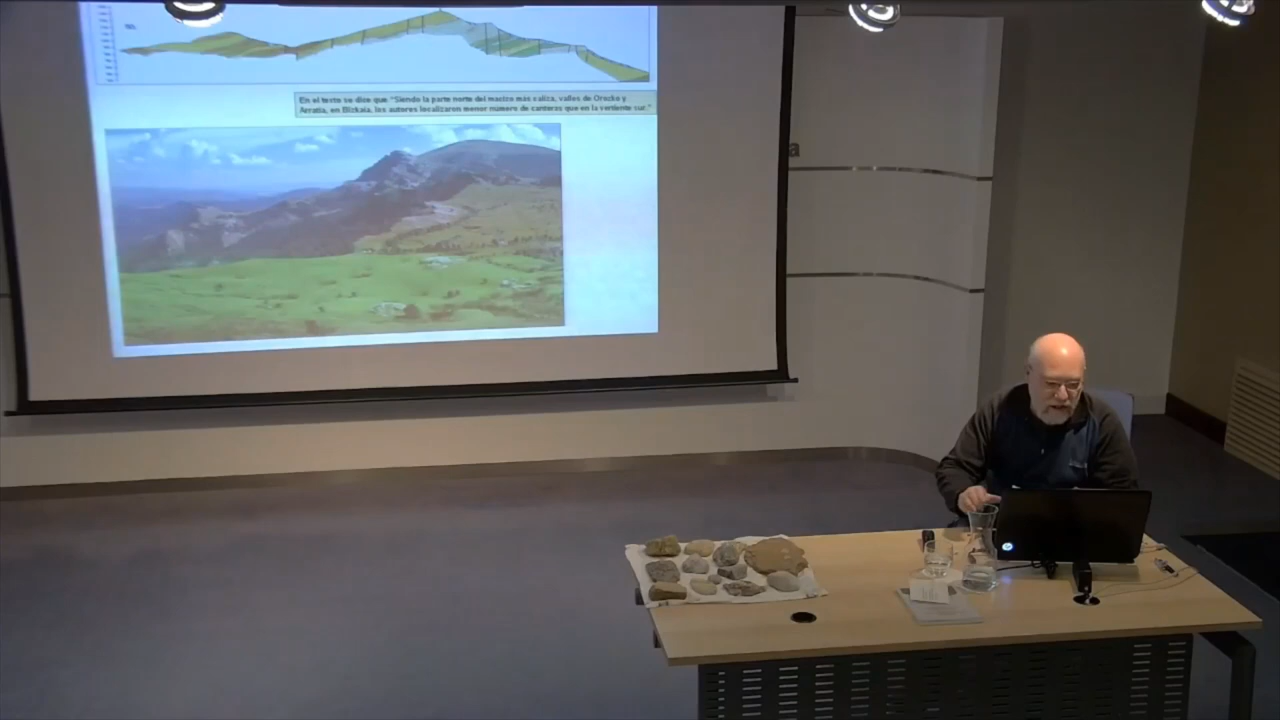 En el texto se dice que "Siendo la parte norte del macizo más caliza, valles de Orozko y
Arratia, en Bizkaia, los autores localizaron menor número de canteras que en la vertiente sur."
a